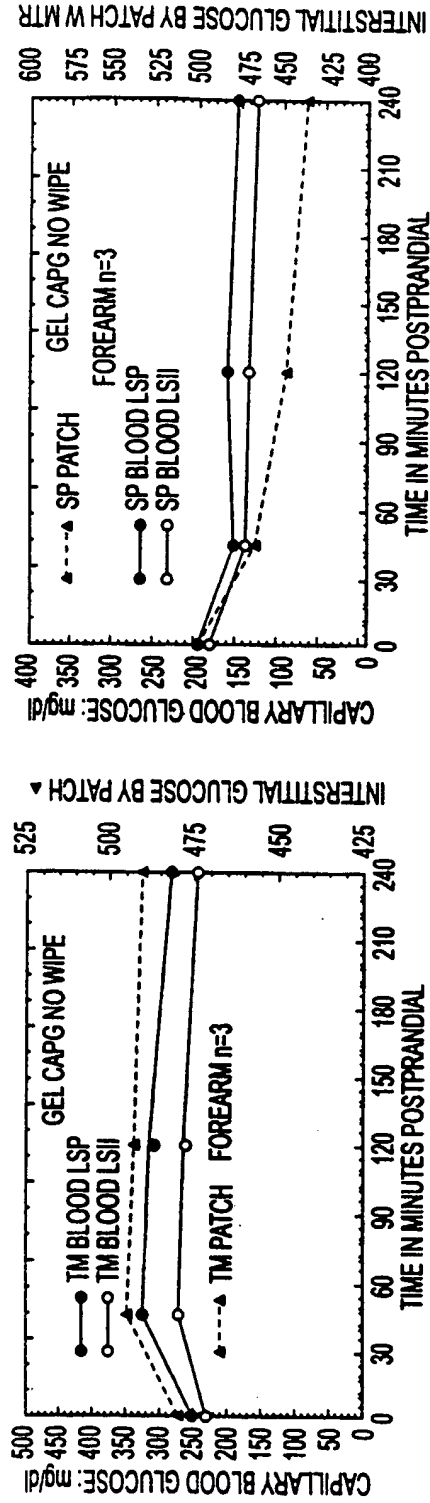 CAPILLARY BLOOD GLUCOSE: mg/dl
500
450
400
350
300
250
200
150
100
50
0
GEL CAPG NO WIPE
TM BLOOD LSP
TM BLOOD LSII
TM PATCH FOREARM n=3
0 30 60 90 120 150 180 210 240
TIME IN MINUTES POSTPRANDIAL
525
500
475
450
425
INTERSTITIAL GLUCOSE BY PATCH ▲
CAPILLARY BLOOD GLUCOSE: mg/dl
400
350
300
250
200
150
100
50
0
SP PATCH GEL CAPG NO WIPE
FOREARM n=3
SP BLOOD LSP
SP BLOOD LSII
0 30 60 90 120 150 180 210 240
TIME IN MINUTES POSTPRANDIAL
600
575
550
525
500
475
450
425
400
INTERSTITIAL GLUCOSE BY PATCH W MTR